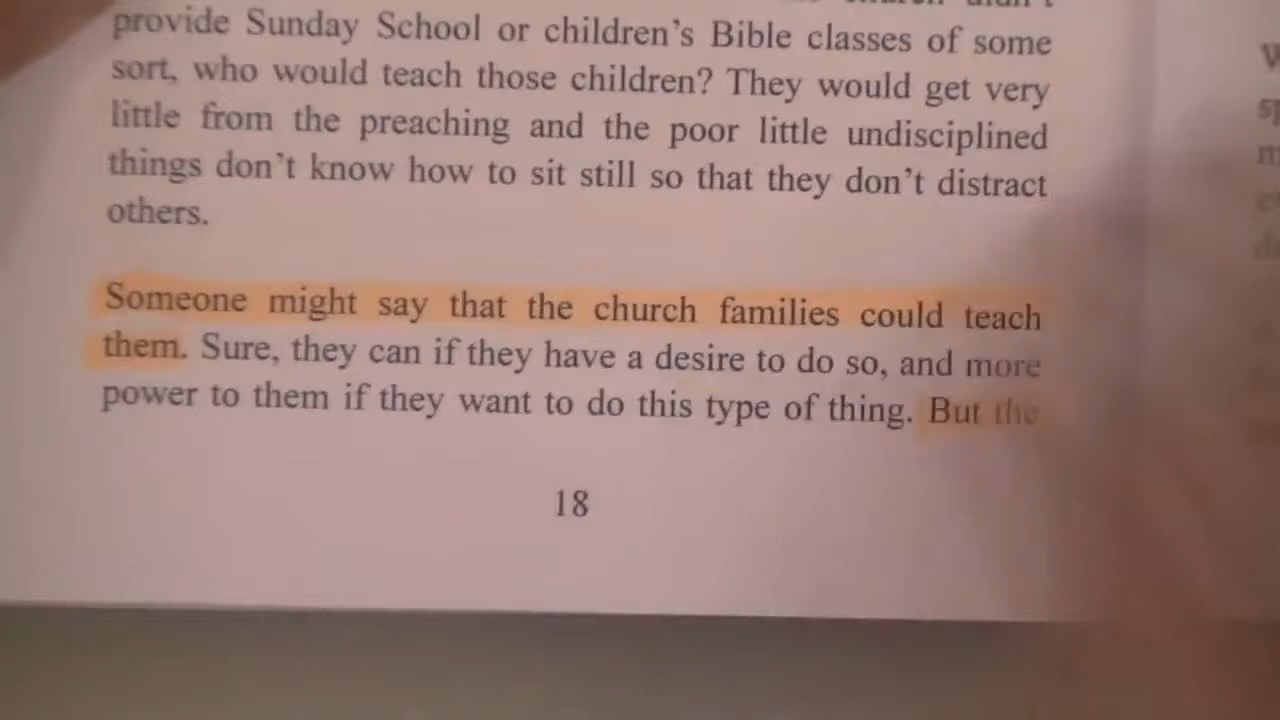 church didn't
provide Sunday School or children's Bible classes of some
sort, who would teach those children? They would get very
little from the preaching and the poor little undisciplined
things don't know how to sit still so that they don't distract
others.
Someone might say that the church families could teach
them. Sure, they can if they have a desire to do so, and more
power to them if they want to do this type of thing. But the
18